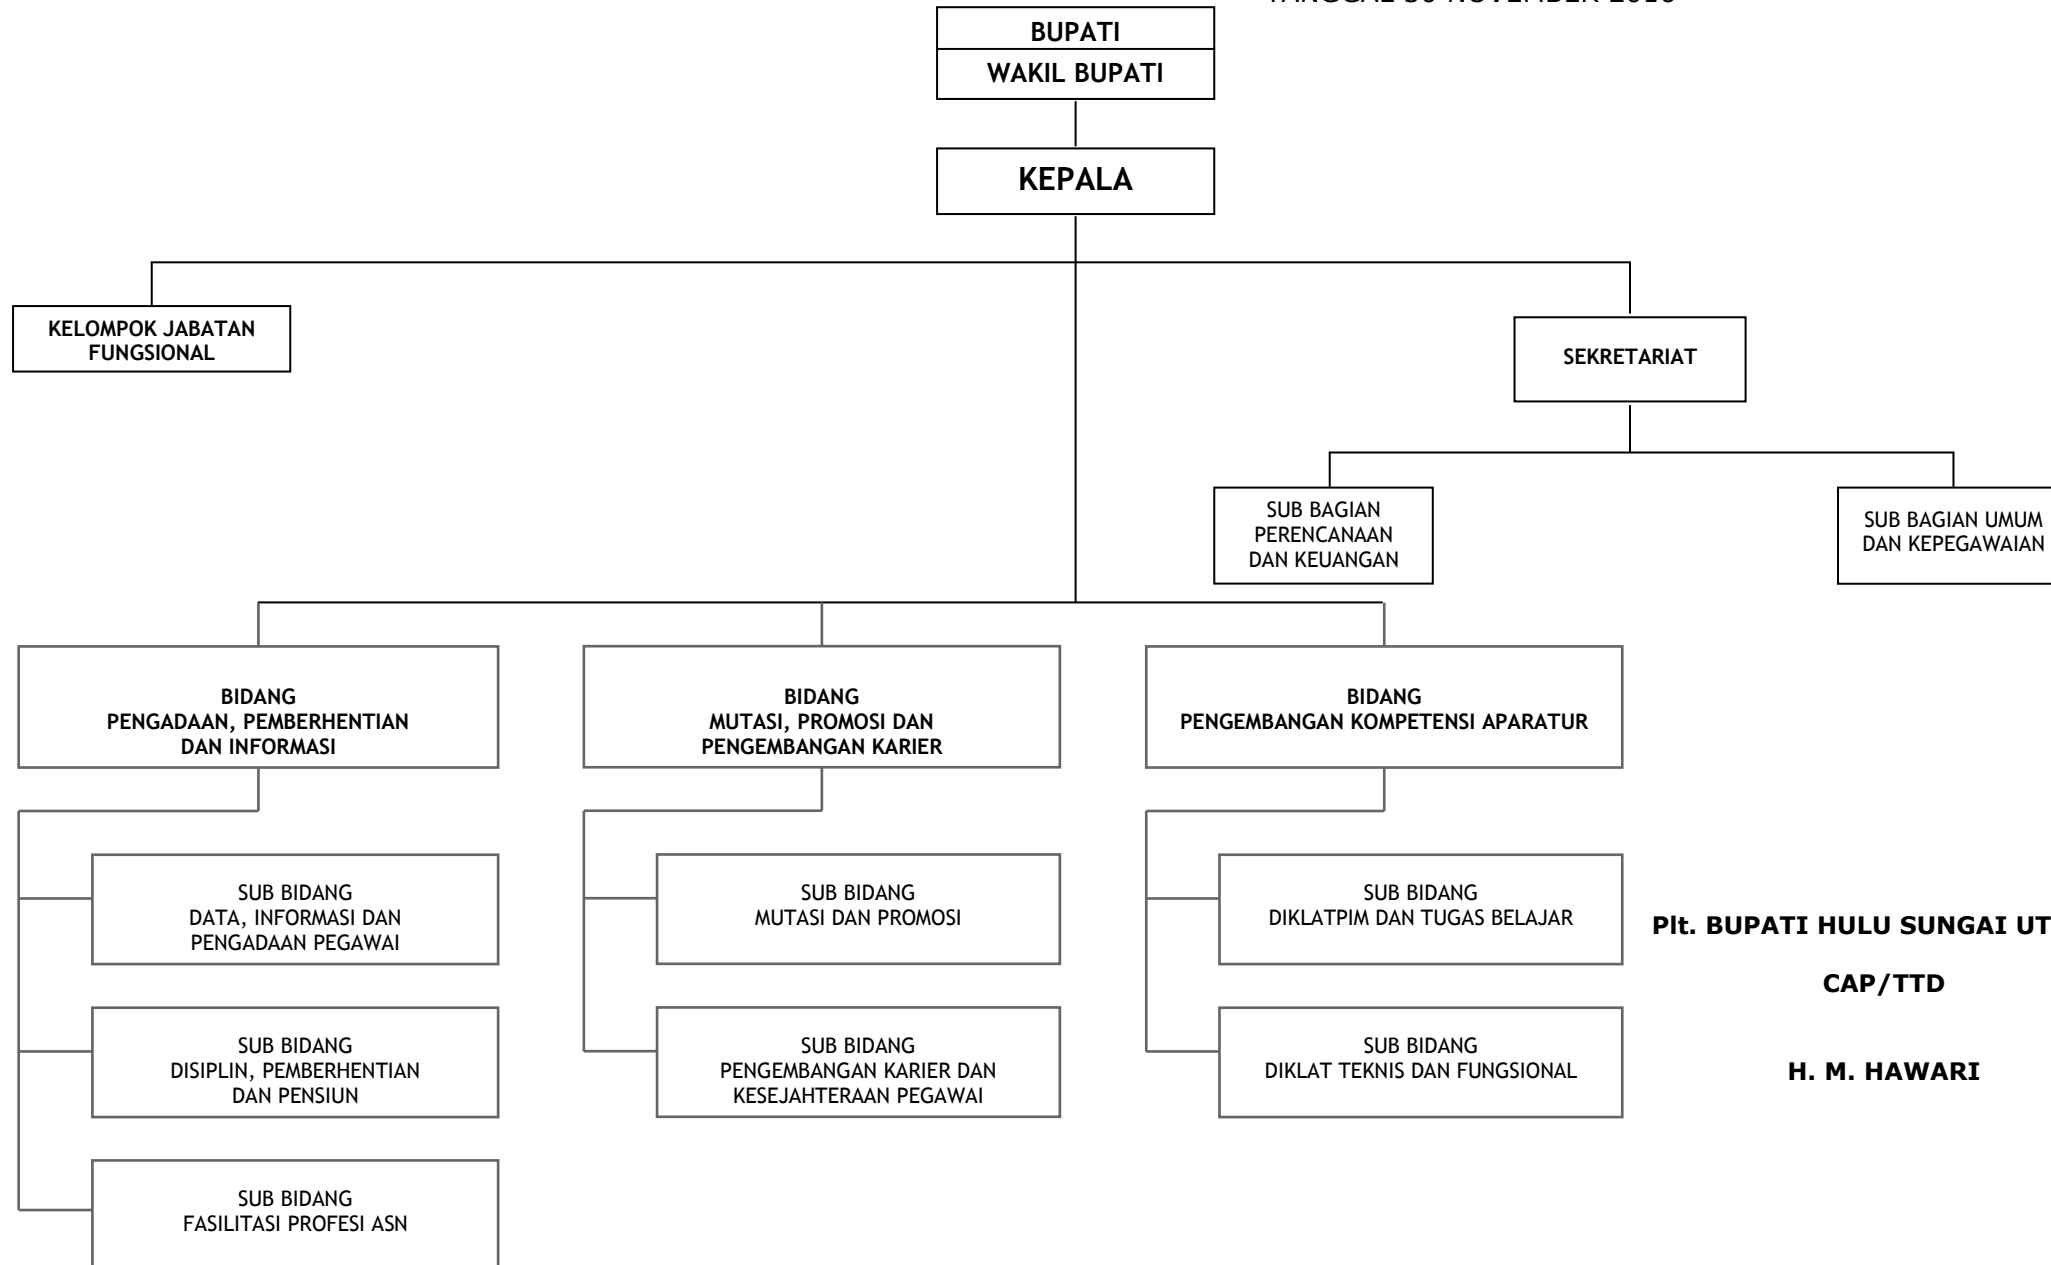 TANGGAL 30 NOVEMBER
BUPATI
WAKIL BUPATI
KEPALA
KELOMPOK JABATAN
FUNGSIONAL
SEKRETARIAT
SUB BAGIAN
PERENCANAAN
DAN KEUANGAN
SUB BAGIAN UMUM
DAN KEPEGAWAIAN
BIDANG
PENGADAAN, PEMBERHENTIAN
DAN INFORMASI
BIDANG
MUTASI, PROMOSI DAN
PENGEMBANGAN KARIER
BIDANG
PENGEMBANGAN KOMPETENSI APARATUR
SUB BIDANG
DATA, INFORMASI DAN
PENGADAAN PEGAWAI
SUB BIDANG
MUTASI DAN PROMOSI
SUB BIDANG
DIKLATPIM DAN TUGAS BELAJAR
Plt. BUPATI HULU SUNGAI UT
CAP/TTD
SUB BIDANG
DISIPLIN, PEMBERHENTIAN
DAN PENSIUN
SUB BIDANG
PENGEMBANGAN KARIER DAN
KESEJAHTERAAN PEGAWAI
SUB BIDANG
DIKLAT TEKNIS DAN FUNGSIONAL
H. M. HAWARI
SUB BIDANG
FASILITASI PROFESI ASN